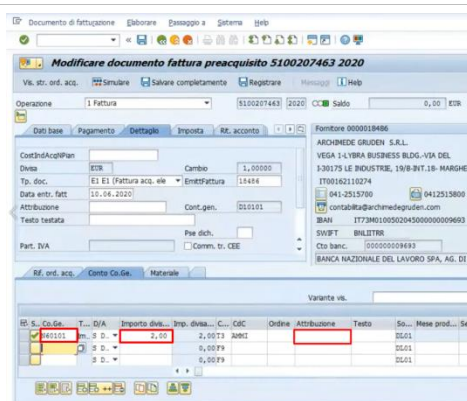 Documento di fatturazione Elaborare Passaggio a Sistema Help
Modificare documento fattura preacquisito 5100207463 2020
Vis. str. ord. acq. Simulare Salvare completamente Registrare Messaggi Help
Operazione 1 Fattura 5100207463 2020 Saldo 0,00 EUR
Dati base Pagamento Dettaglio Imposta Rit. acconto
Fornitore 0000018486
ARCHIMEDE GRUDEN S.R.L.
CostIndAcqNPian
VEGA 1-LYBRA BUSINESS BLDG.-VIA DEL
Divisa EUR Cambio 1,00000
I-30175 LE INDUSTRIE, 19/B-INT.18- MARGHE
Tp. doc. E1 E1 (Fattura acq. ele EmittFattura 18486
IT00162110274
Data entr. fatt 10.06.2020
041-2515700 0412515800
Attribuzione Cont.gen. D10101
contabilita@archimedegruden.com
Testo testata
IBAN IT73M0100502045000000009693
Pse dich.
SWIFT BNLIITRR
Part. IVA Comm. tr. CEE
Cto banc. 000000009693
BANCA NAZIONALE DEL LAVORO SPA, AG. DI
Rif. ord. acq. Conto Co.Ge. Materiale
Variante vis.
S.. Co.Ge. T... D/A Importo divis... Imp. divisa... C... CdC Ordine Attribuzione Testo So... Mese prod...
U60101 S D.. 2,00 2,00 T3 AMMI DL01
S D.. 0,00 F9 DL01
S D.. 0,00 F9 DL01